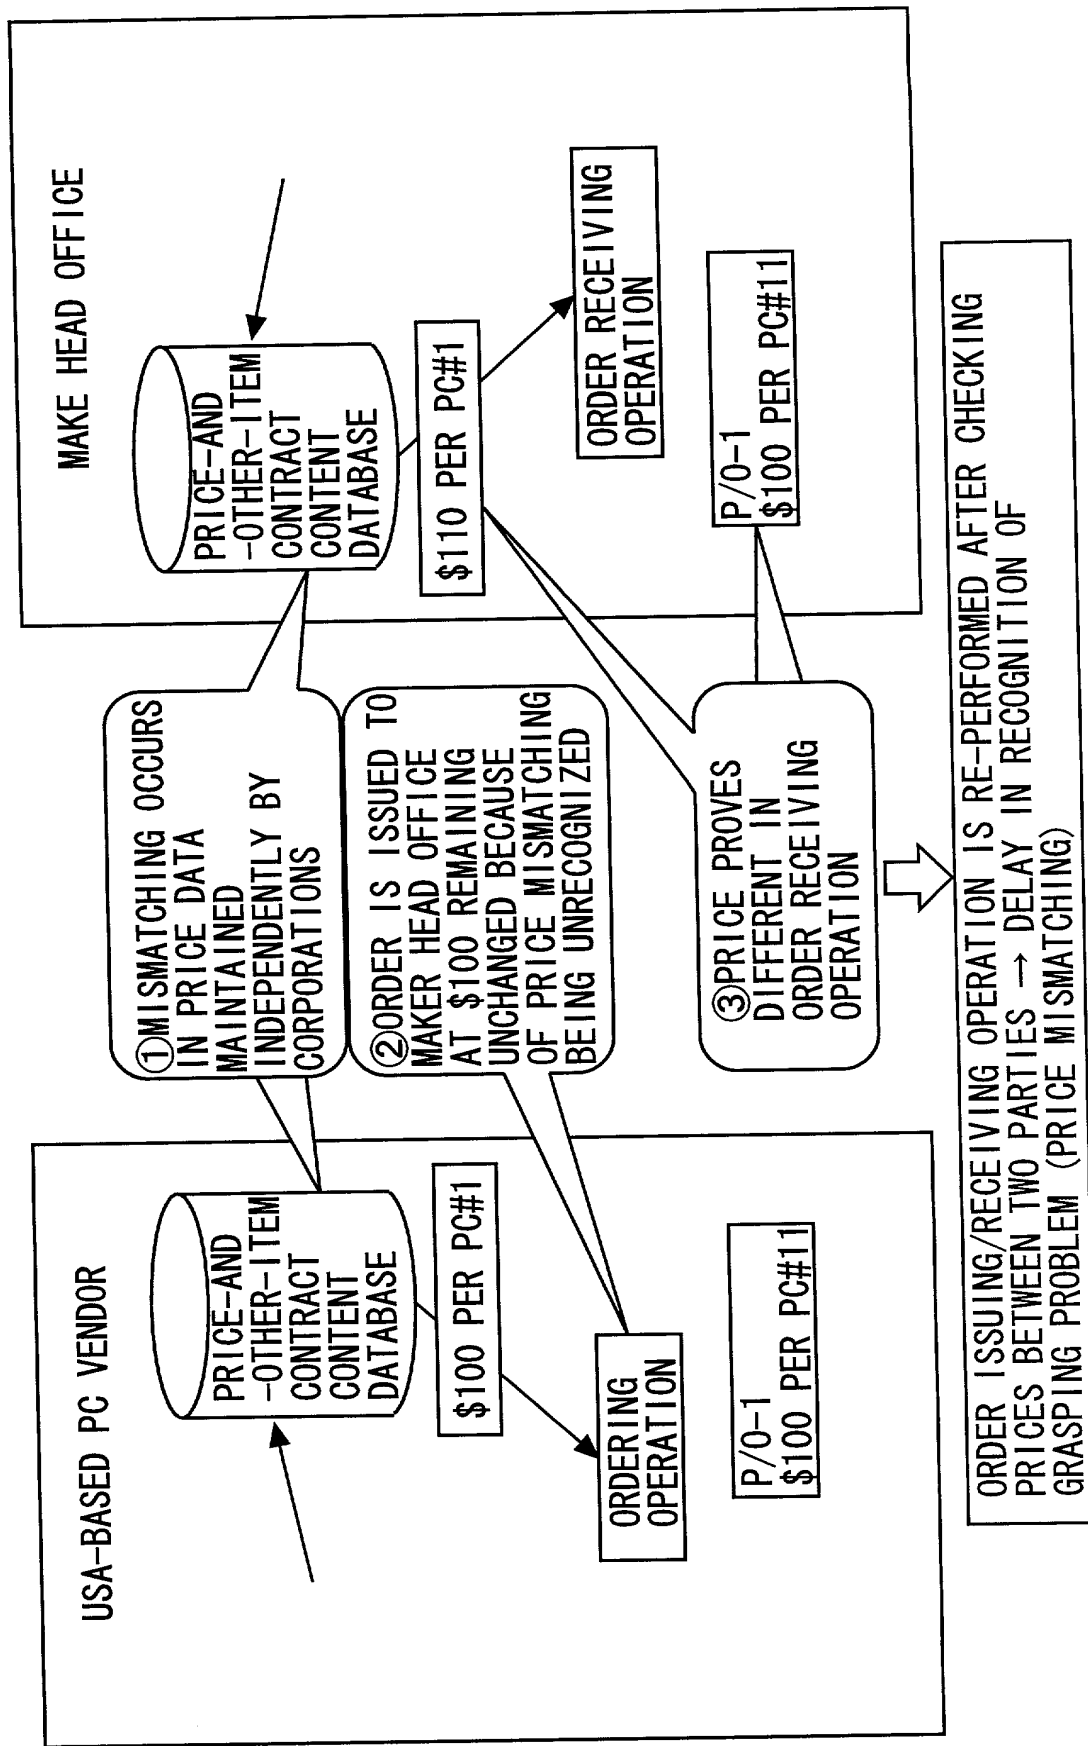 USA-BASED PC VENDOR
PRICE-AND
-OTHER-ITEM
CONTRACT
CONTENT
DATABASE
$100 PER PC#1
ORDERING
OPERATION
P/O-1
$100 PER PC#11
①MISMATCHING OCCURS
IN PRICE DATA
MAINTAINED
INDEPENDENTLY BY
CORPORATIONS
②ORDER IS ISSUED TO
MAKER HEAD OFFICE
AT $100 REMAINING
UNCHANGED BECAUSE
OF PRICE MISMATCHING
BEING UNRECOGNIZED
③PRICE PROVES
DIFFERENT IN
ORDER RECEIVING
OPERATION
MAKE HEAD OFFICE
PRICE-AND
-OTHER-ITEM
CONTRACT
CONTENT
DATABASE
$110 PER PC#1
ORDER RECEIVING
OPERATION
P/O-1
$100 PER PC#11
ORDER ISSUING/RECEIVING OPERATION IS RE-PERFORMED AFTER CHECKING
PRICES BETWEEN TWO PARTIES → DELAY IN RECOGNITION OF
GRASPING PROBLEM (PRICE MISMATCHING)